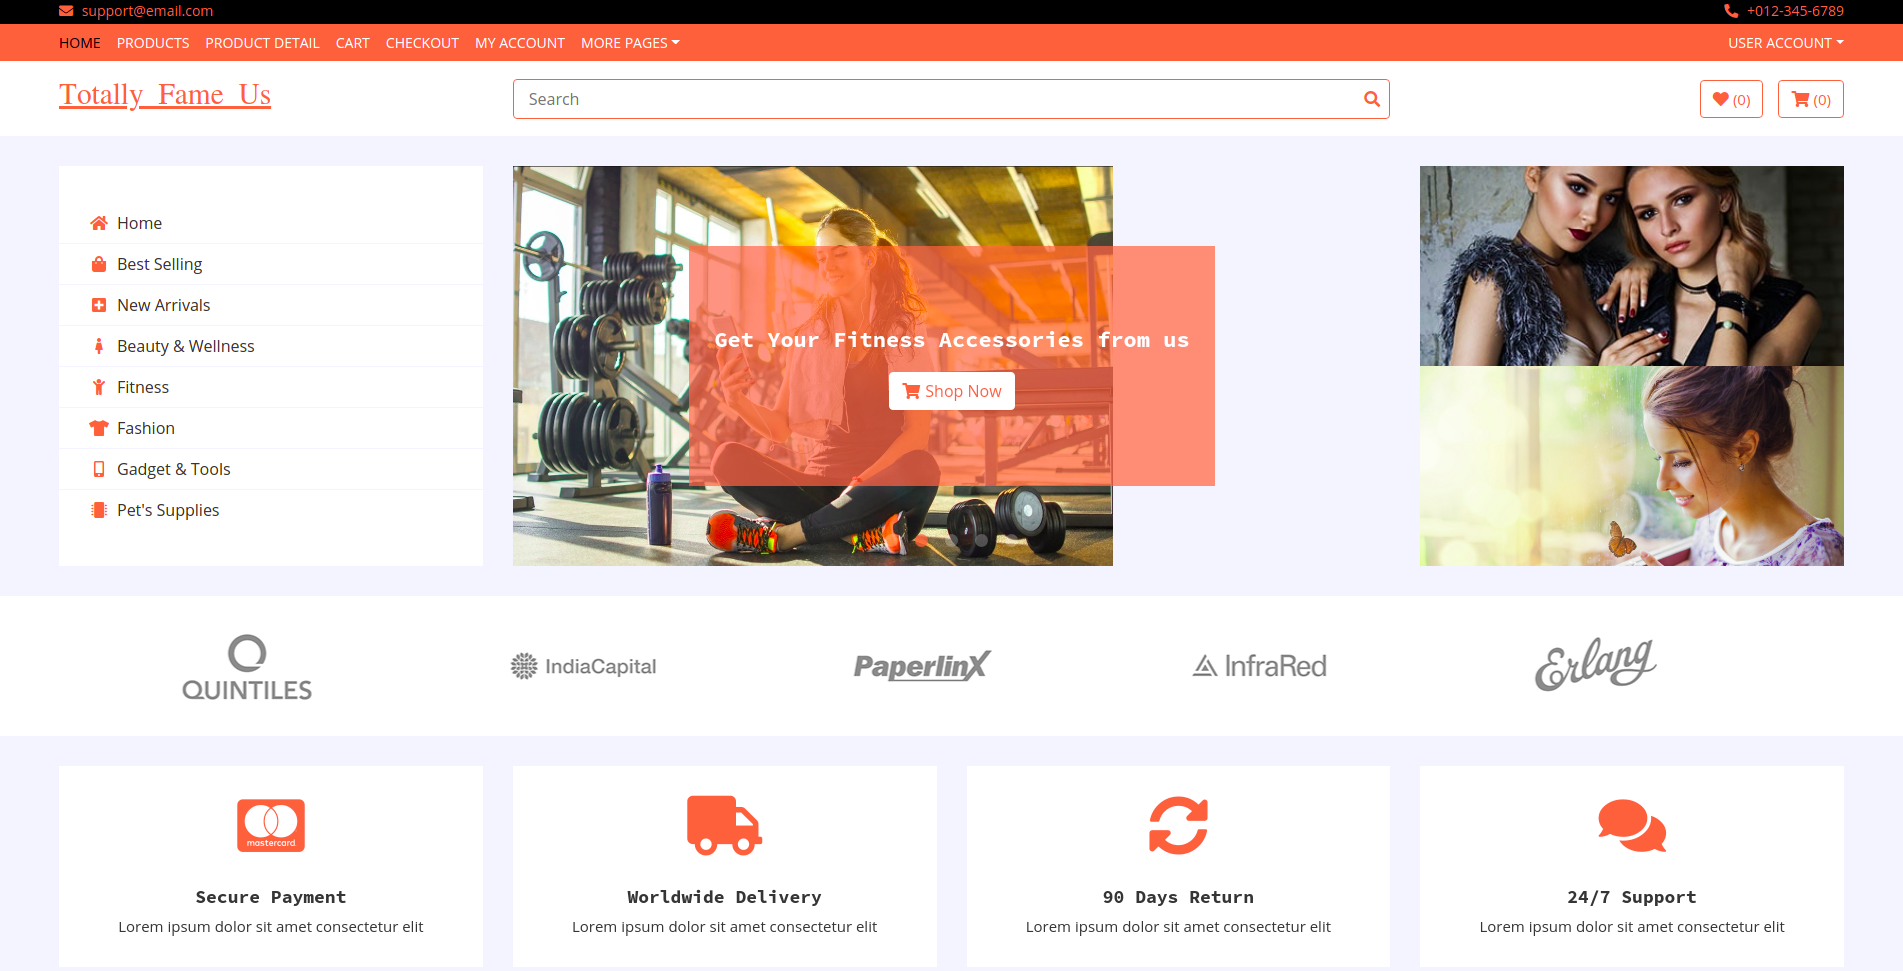 support@email.com
+012-345-6789
HOME PRODUCTS PRODUCT DETAIL CART CHECKOUT MY ACCOUNT MORE PAGES
USER ACCOUNT
Totally Fame Us
Search
(0)
(0)
Home
Best Selling
New Arrivals
Beauty & Wellness
Fitness
Fashion
Gadget & Tools
Pet's Supplies
Get Your Fitness Accessories from us
Shop Now
QUINTILES
IndiaCapital
PaperlinX
InfraRed
Erlang
mastercard
Secure Payment
Lorem ipsum dolor sit amet consectetur elit
Worldwide Delivery
Lorem ipsum dolor sit amet consectetur elit
90 Days Return
Lorem ipsum dolor sit amet consectetur elit
24/7 Support
Lorem ipsum dolor sit amet consectetur elit